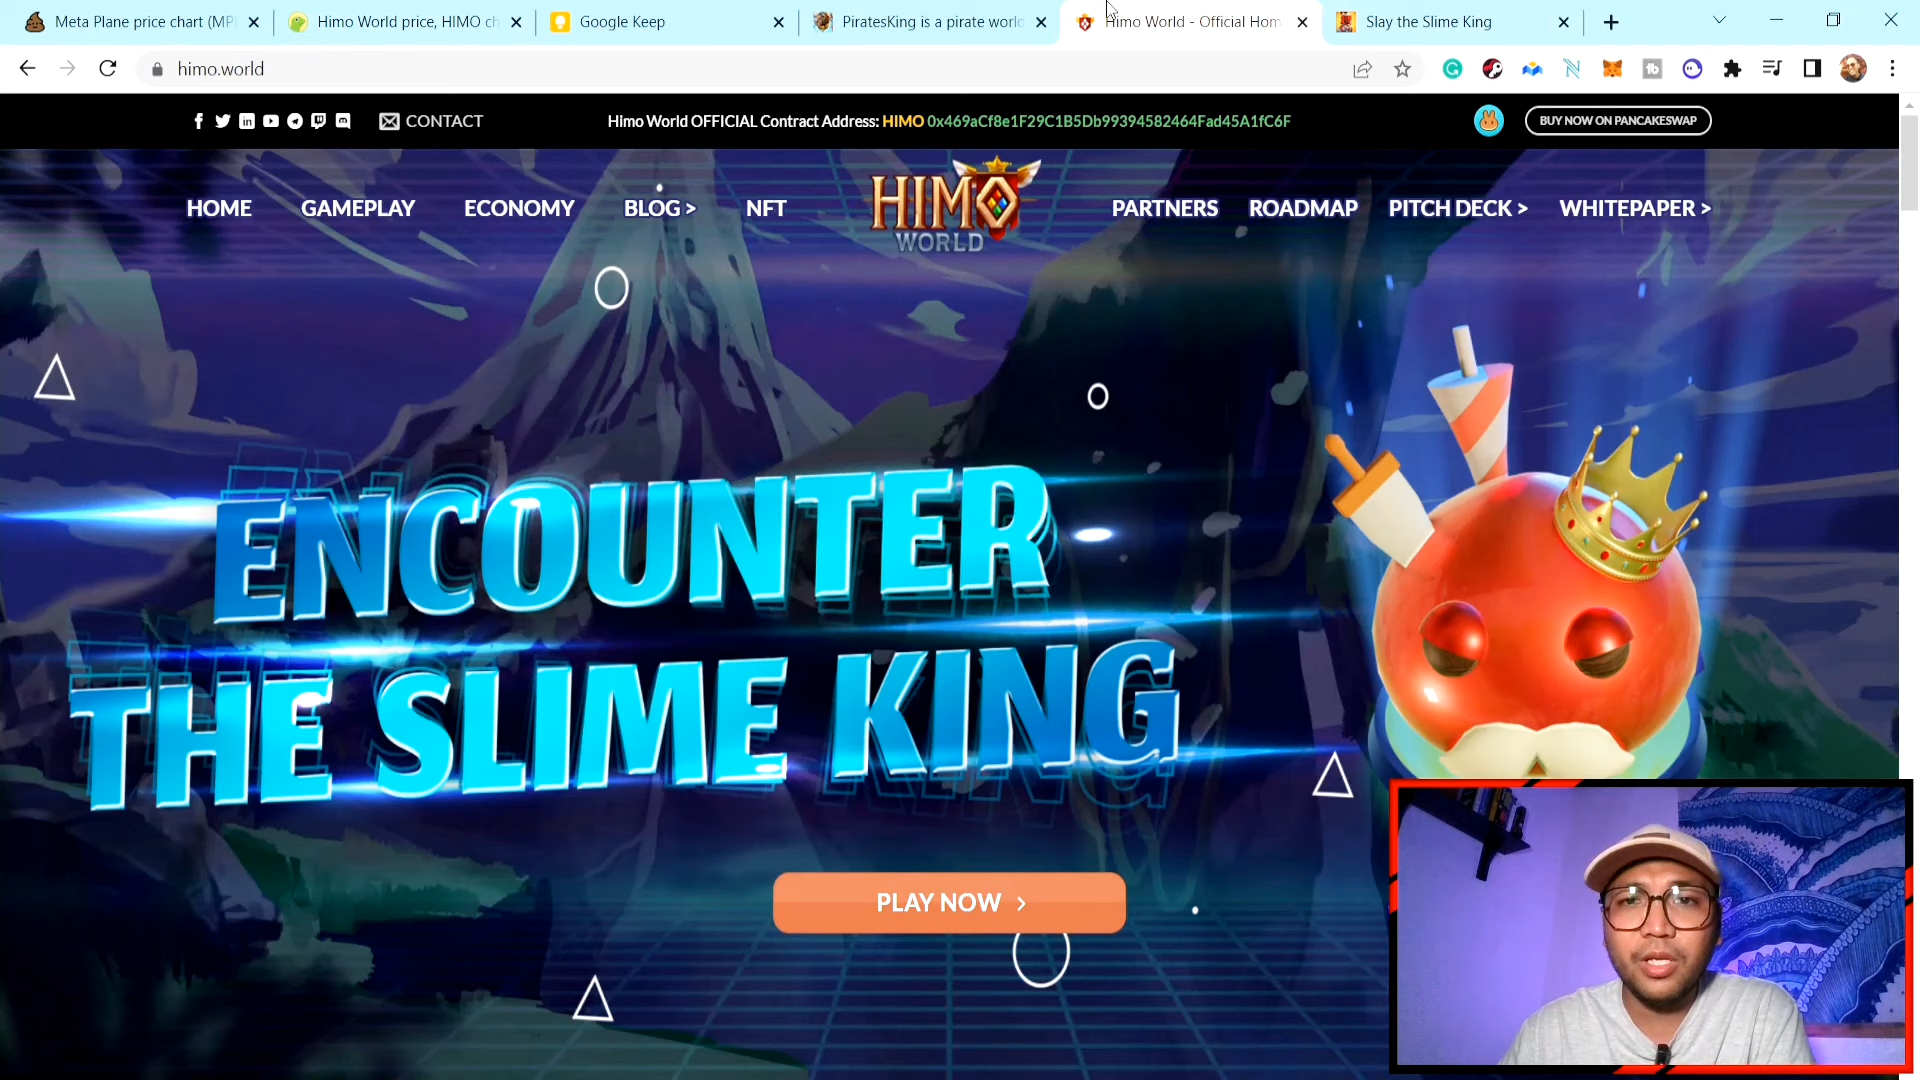 Meta Plane price chart (MPL
Himo World price, HIMO ch
Google Keep
PiratesKing is a pirate world
Himo World - Official Hom
Slay the Slime King
himo.world
CONTACT
Himo World OFFICIAL Contract Address: HIMO 0x469aCf8e1F29C1B5Db99394582464Fad45A1fC6F
BUY NOW ON PANCAKESWAP
HOME
GAMEPLAY
ECONOMY
BLOG >
NFT
HIMO
WORLD
PARTNERS
ROADMAP
PITCH DECK >
WHITEPAPER >
ENCOUNTER
THE SLIME KING
PLAY NOW >